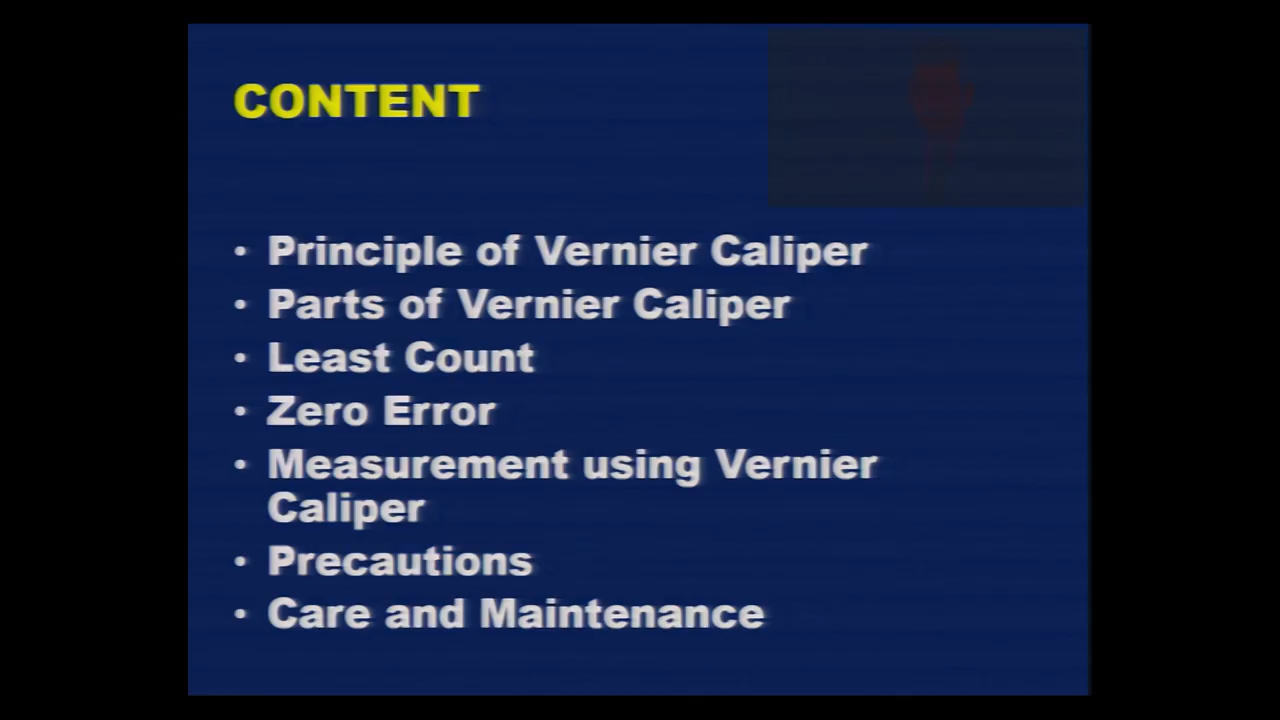 CONTENT
• Principle of Vernier Caliper
• Parts of Vernier Caliper
• Least Count
• Zero Error
• Measurement using Vernier
Caliper
• Precautions
• Care and Maintenance